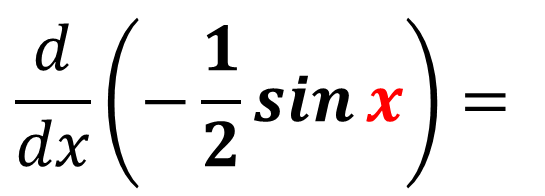 d/dx (− 1/2 sin x) =